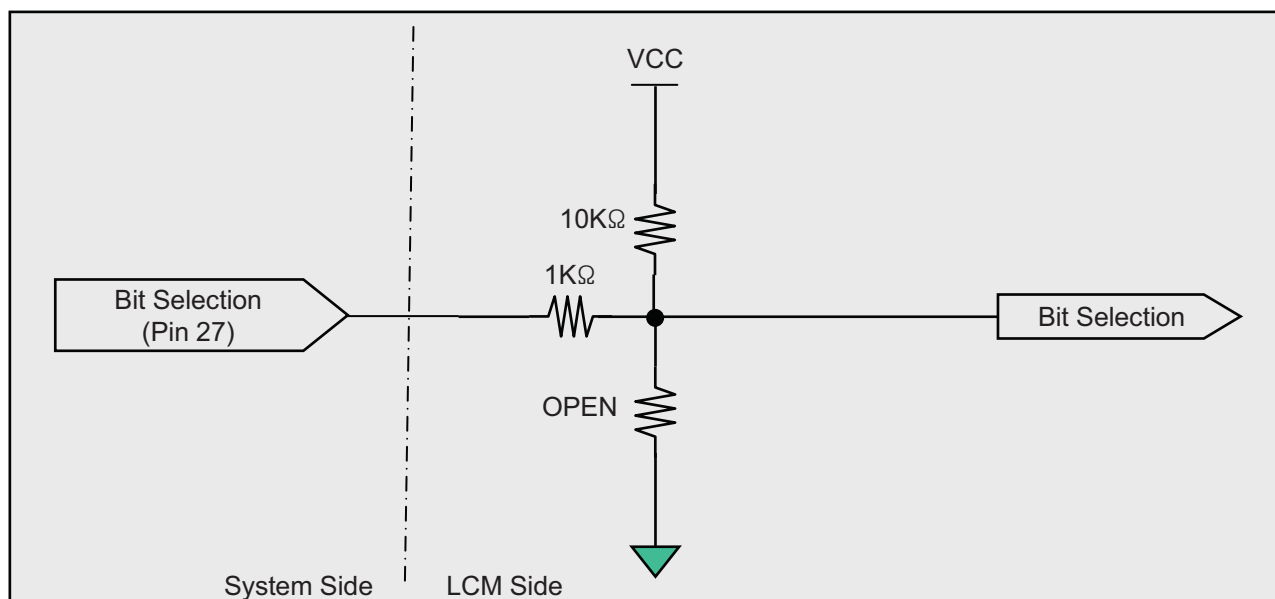 VCC
10KΩ
1KΩ
Bit Selection
(Pin 27)
Bit Selection
OPEN
System Side
LCM Side